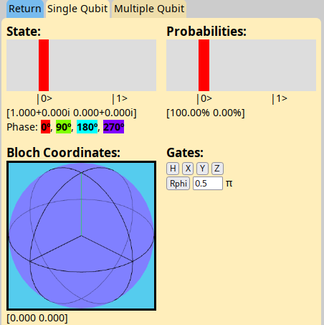 Return Single Qubit Multiple Qubit
State: Probabilities:
|0> |1> |0> |1>
[1.000+0.000i 0.000+0.000i] [100.00% 0.00%]
Phase: 0°, 90°, 180°, 270°
Bloch Coordinates: Gates:
H X Y Z
Rphi 0.5 π
[0.000 0.000]